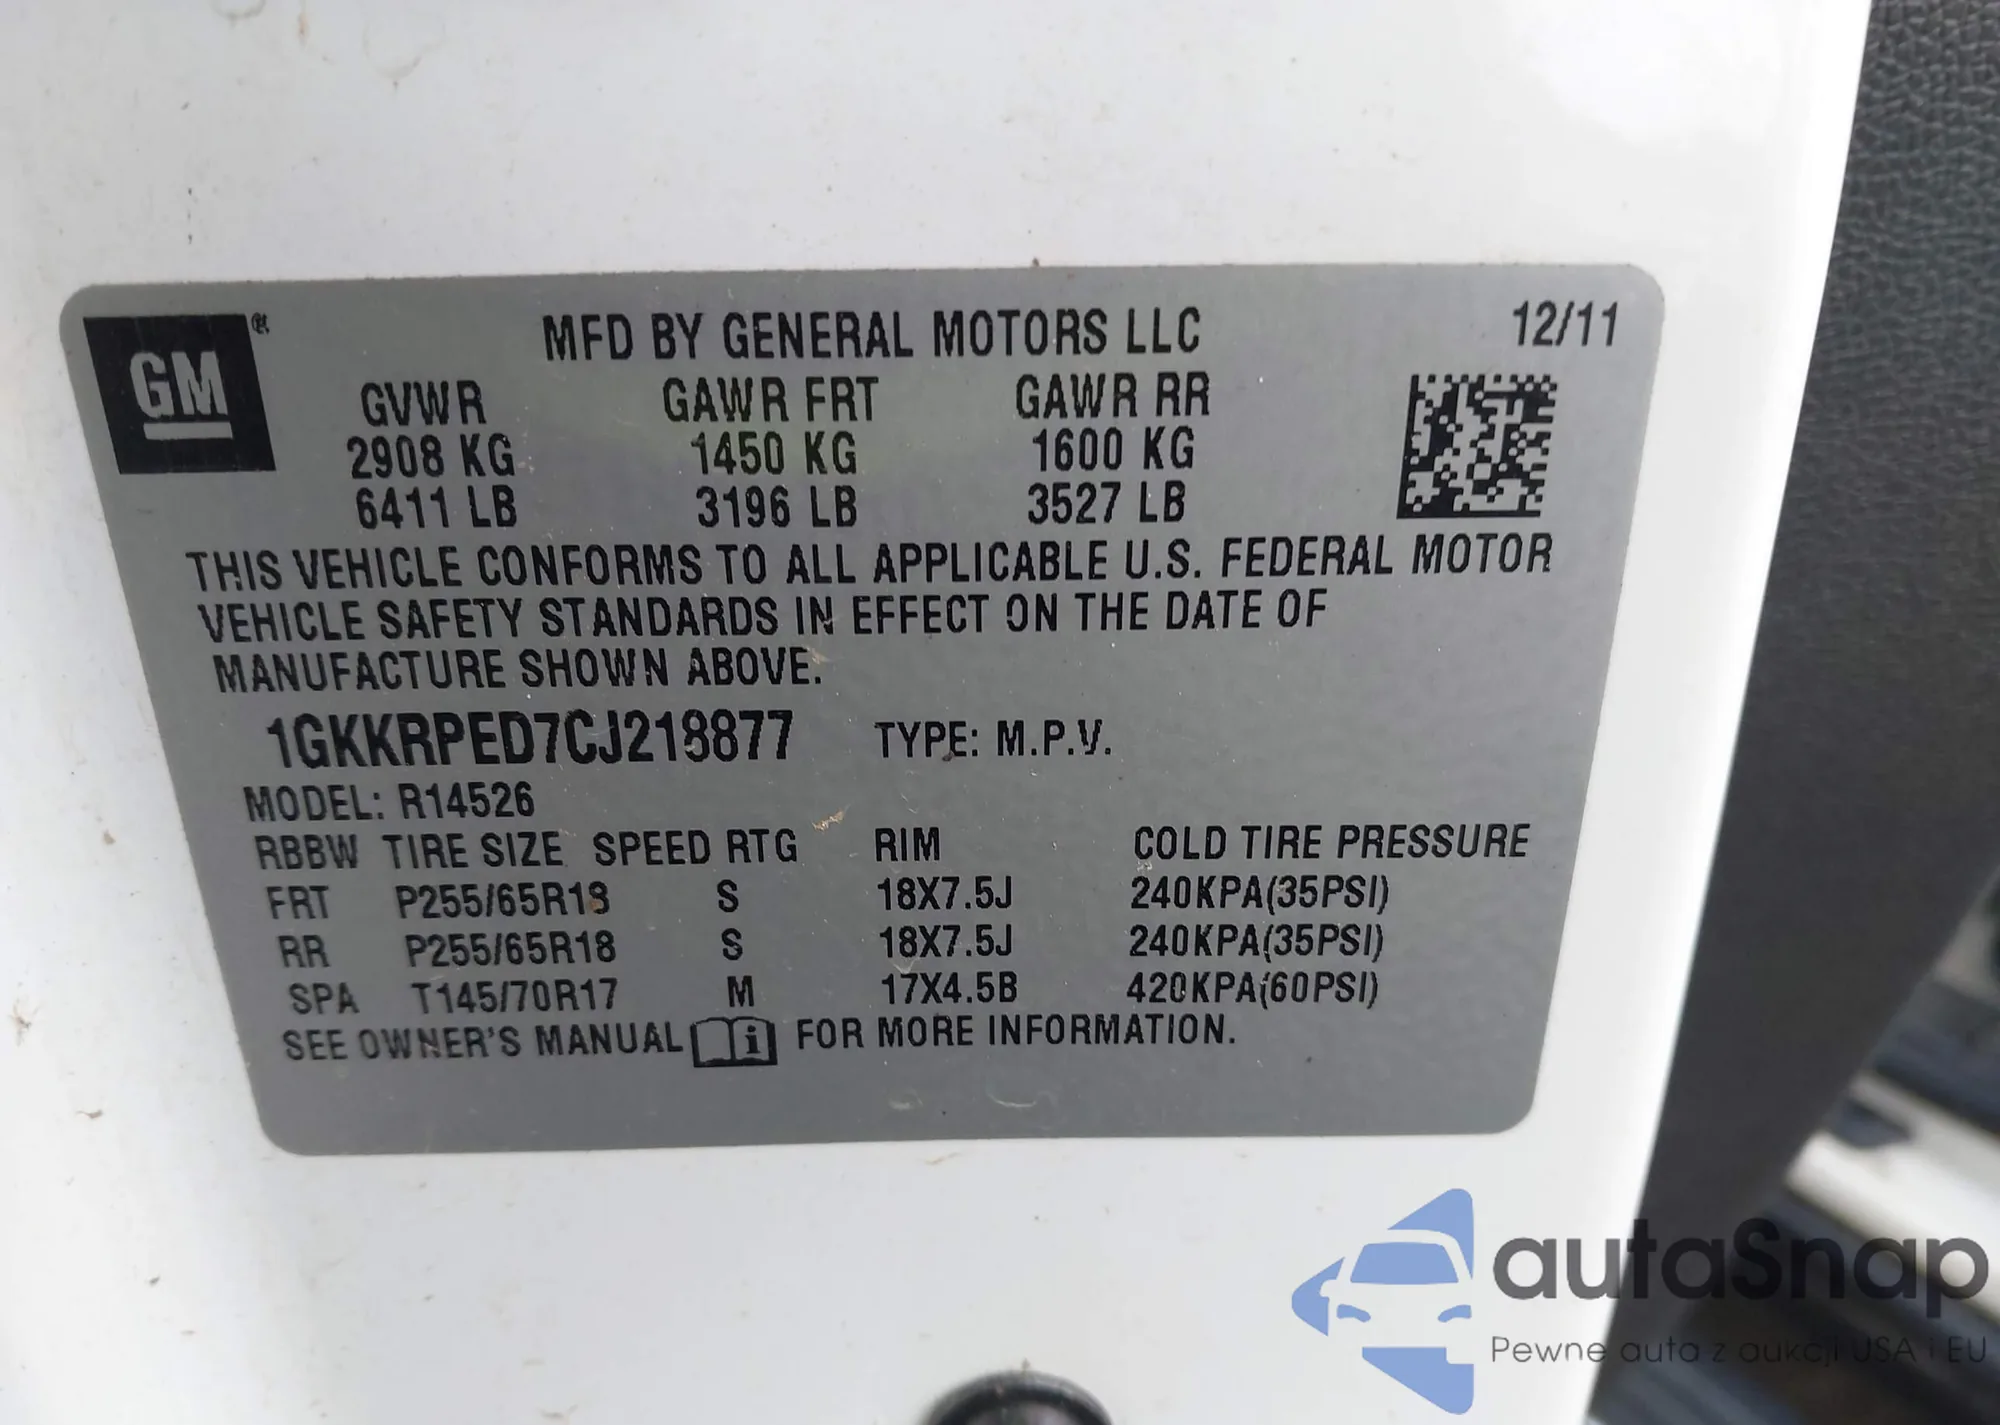 GM
MFD BY GENERAL MOTORS LLC 12/11
GVWR GAWR FRT GAWR RR
2908 KG 1450 KG 1600 KG
6411 LB 3196 LB 3527 LB
THIS VEHICLE CONFORMS TO ALL APPLICABLE U.S. FEDERAL MOTOR
VEHICLE SAFETY STANDARDS IN EFFECT ON THE DATE OF
MANUFACTURE SHOWN ABOVE.
1GKKRPED7CJ218877 TYPE: M.P.V.
MODEL: R14526
RBBW TIRE SIZE SPEED RTG RIM COLD TIRE PRESSURE
FRT P255/65R18 S 18X7.5J 240KPA(35PSI)
RR P255/65R18 S 18X7.5J 240KPA(35PSI)
SPA T145/70R17 M 17X4.5B 420KPA(60PSI)
SEE OWNER'S MANUAL FOR MORE INFORMATION.
autaSnap
Pewne auta z aukcji USA i EU